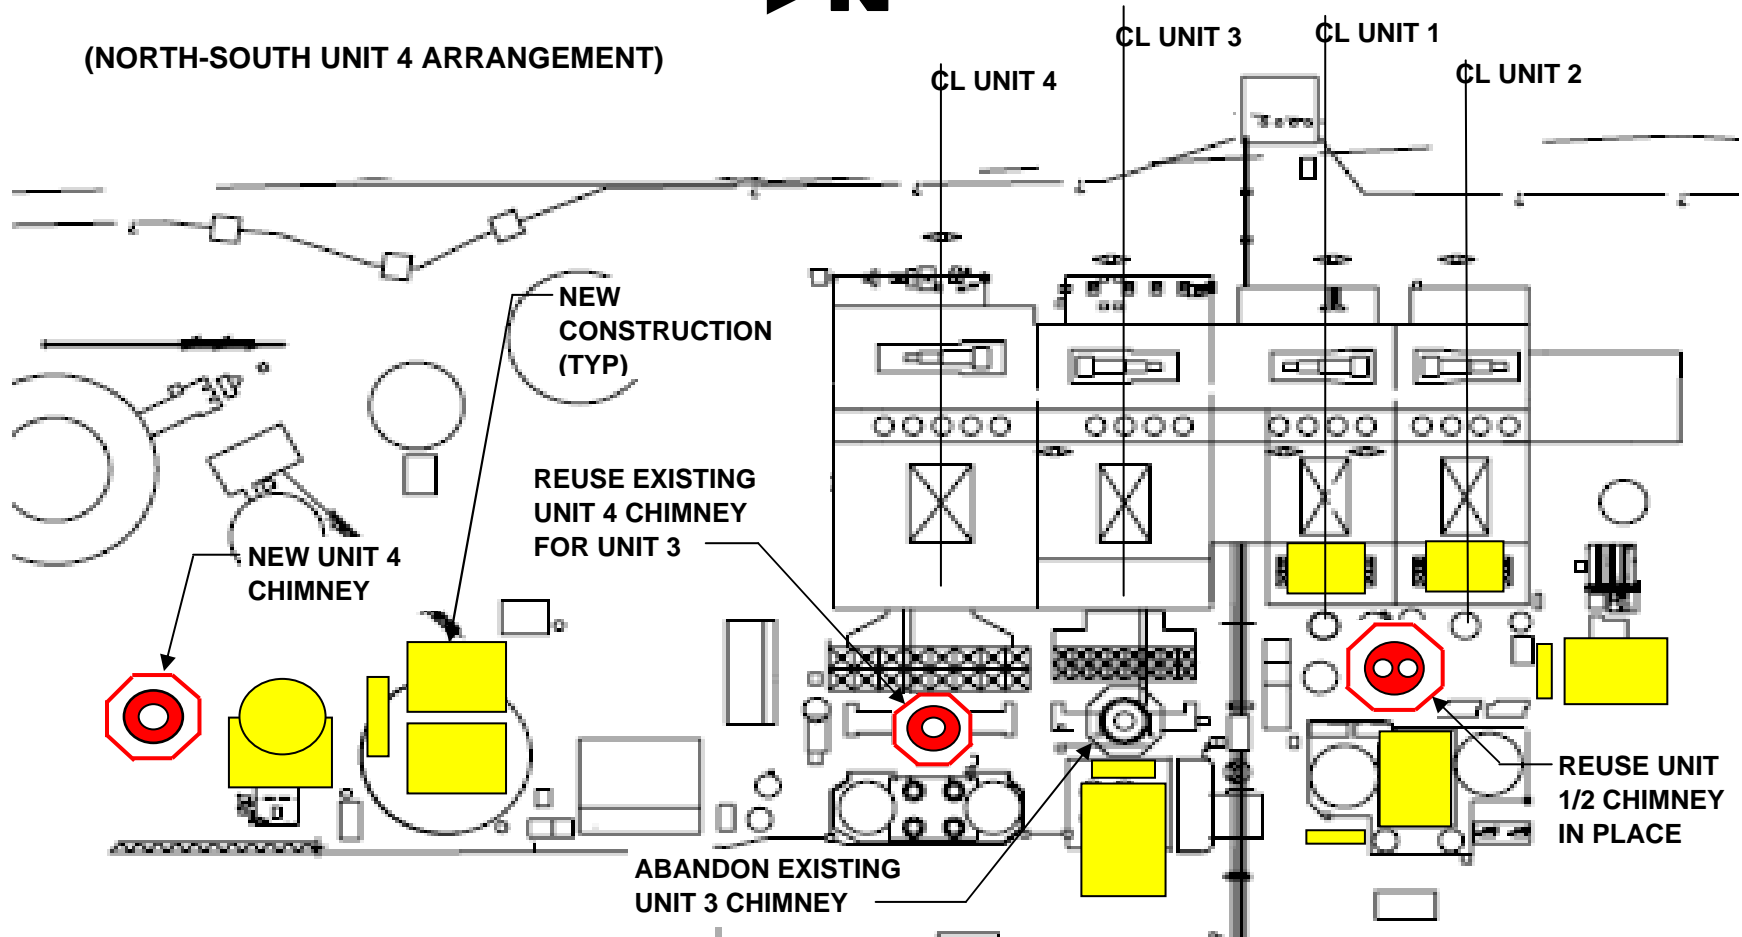 N
(NORTH-SOUTH UNIT 4 ARRANGEMENT)
CL UNIT 4
CL UNIT 3
CL UNIT 1
CL UNIT 2
NEW
CONSTRUCTION
(TYP)
REUSE EXISTING
UNIT 4 CHIMNEY
FOR UNIT 3
NEW UNIT 4
CHIMNEY
ABANDON EXISTING
UNIT 3 CHIMNEY
REUSE UNIT
1/2 CHIMNEY
IN PLACE